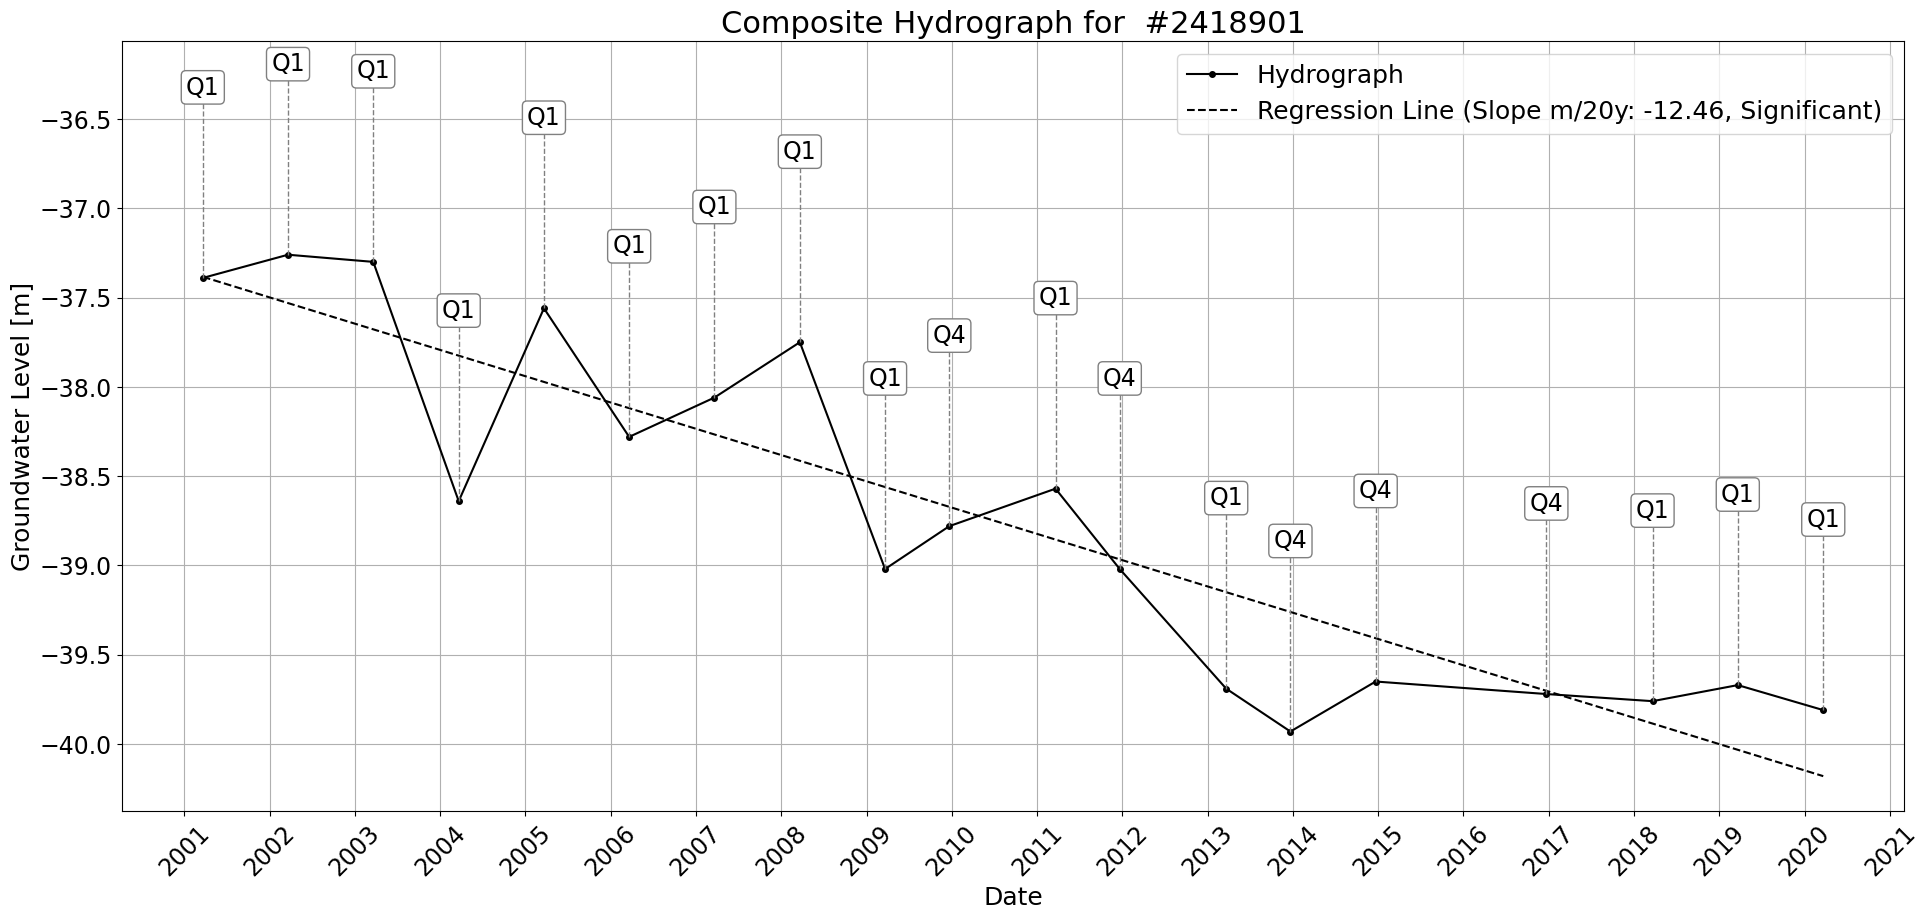 Composite Hydrograph for  #2418901
Hydrograph
Regression Line (Slope m/20y: -12.46, Significant)
Q1
Q1
Q1
Q1
Q1
Q1
Q1
Q1
Q1
Q4
Q1
Q4
Q1
Q4
Q4
Q4
Q1
Q1
Q1
Groundwater Level [m]
−36.5
−37.0
−37.5
−38.0
−38.5
−39.0
−39.5
−40.0
2001
2002
2003
2004
2005
2006
2007
2008
2009
2010
2011
2012
2013
2014
2015
2016
2017
2018
2019
2020
2021
Date